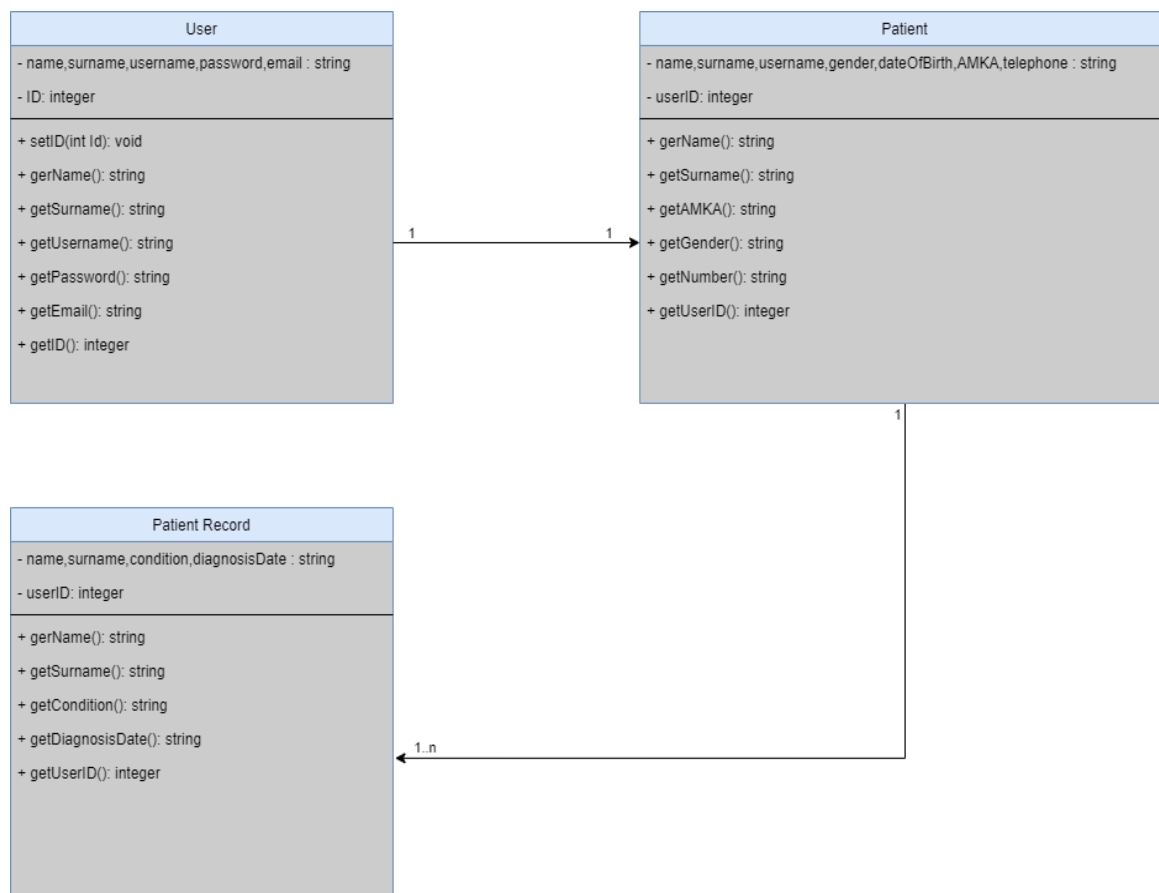 User
- name,surname,username,password,email : string
- ID: integer
+ setID(int Id): void
+ gerName(): string
+ getSurname(): string
+ getUsername(): string
+ getPassword(): string
+ getEmail(): string
+ getID(): integer
1
1
Patient
- name,surname,username,gender,dateOfBirth,AMKA,telephone : string
- userID: integer
+ gerName(): string
+ getSurname(): string
+ getAMKA(): string
+ getGender(): string
+ getNumber(): string
+ getUserID(): integer
1
Patient Record
- name,surname,condition,diagnosisDate : string
- userID: integer
+ gerName(): string
+ getSurname(): string
+ getCondition(): string
+ getDiagnosisDate(): string
+ getUserID(): integer
1..n